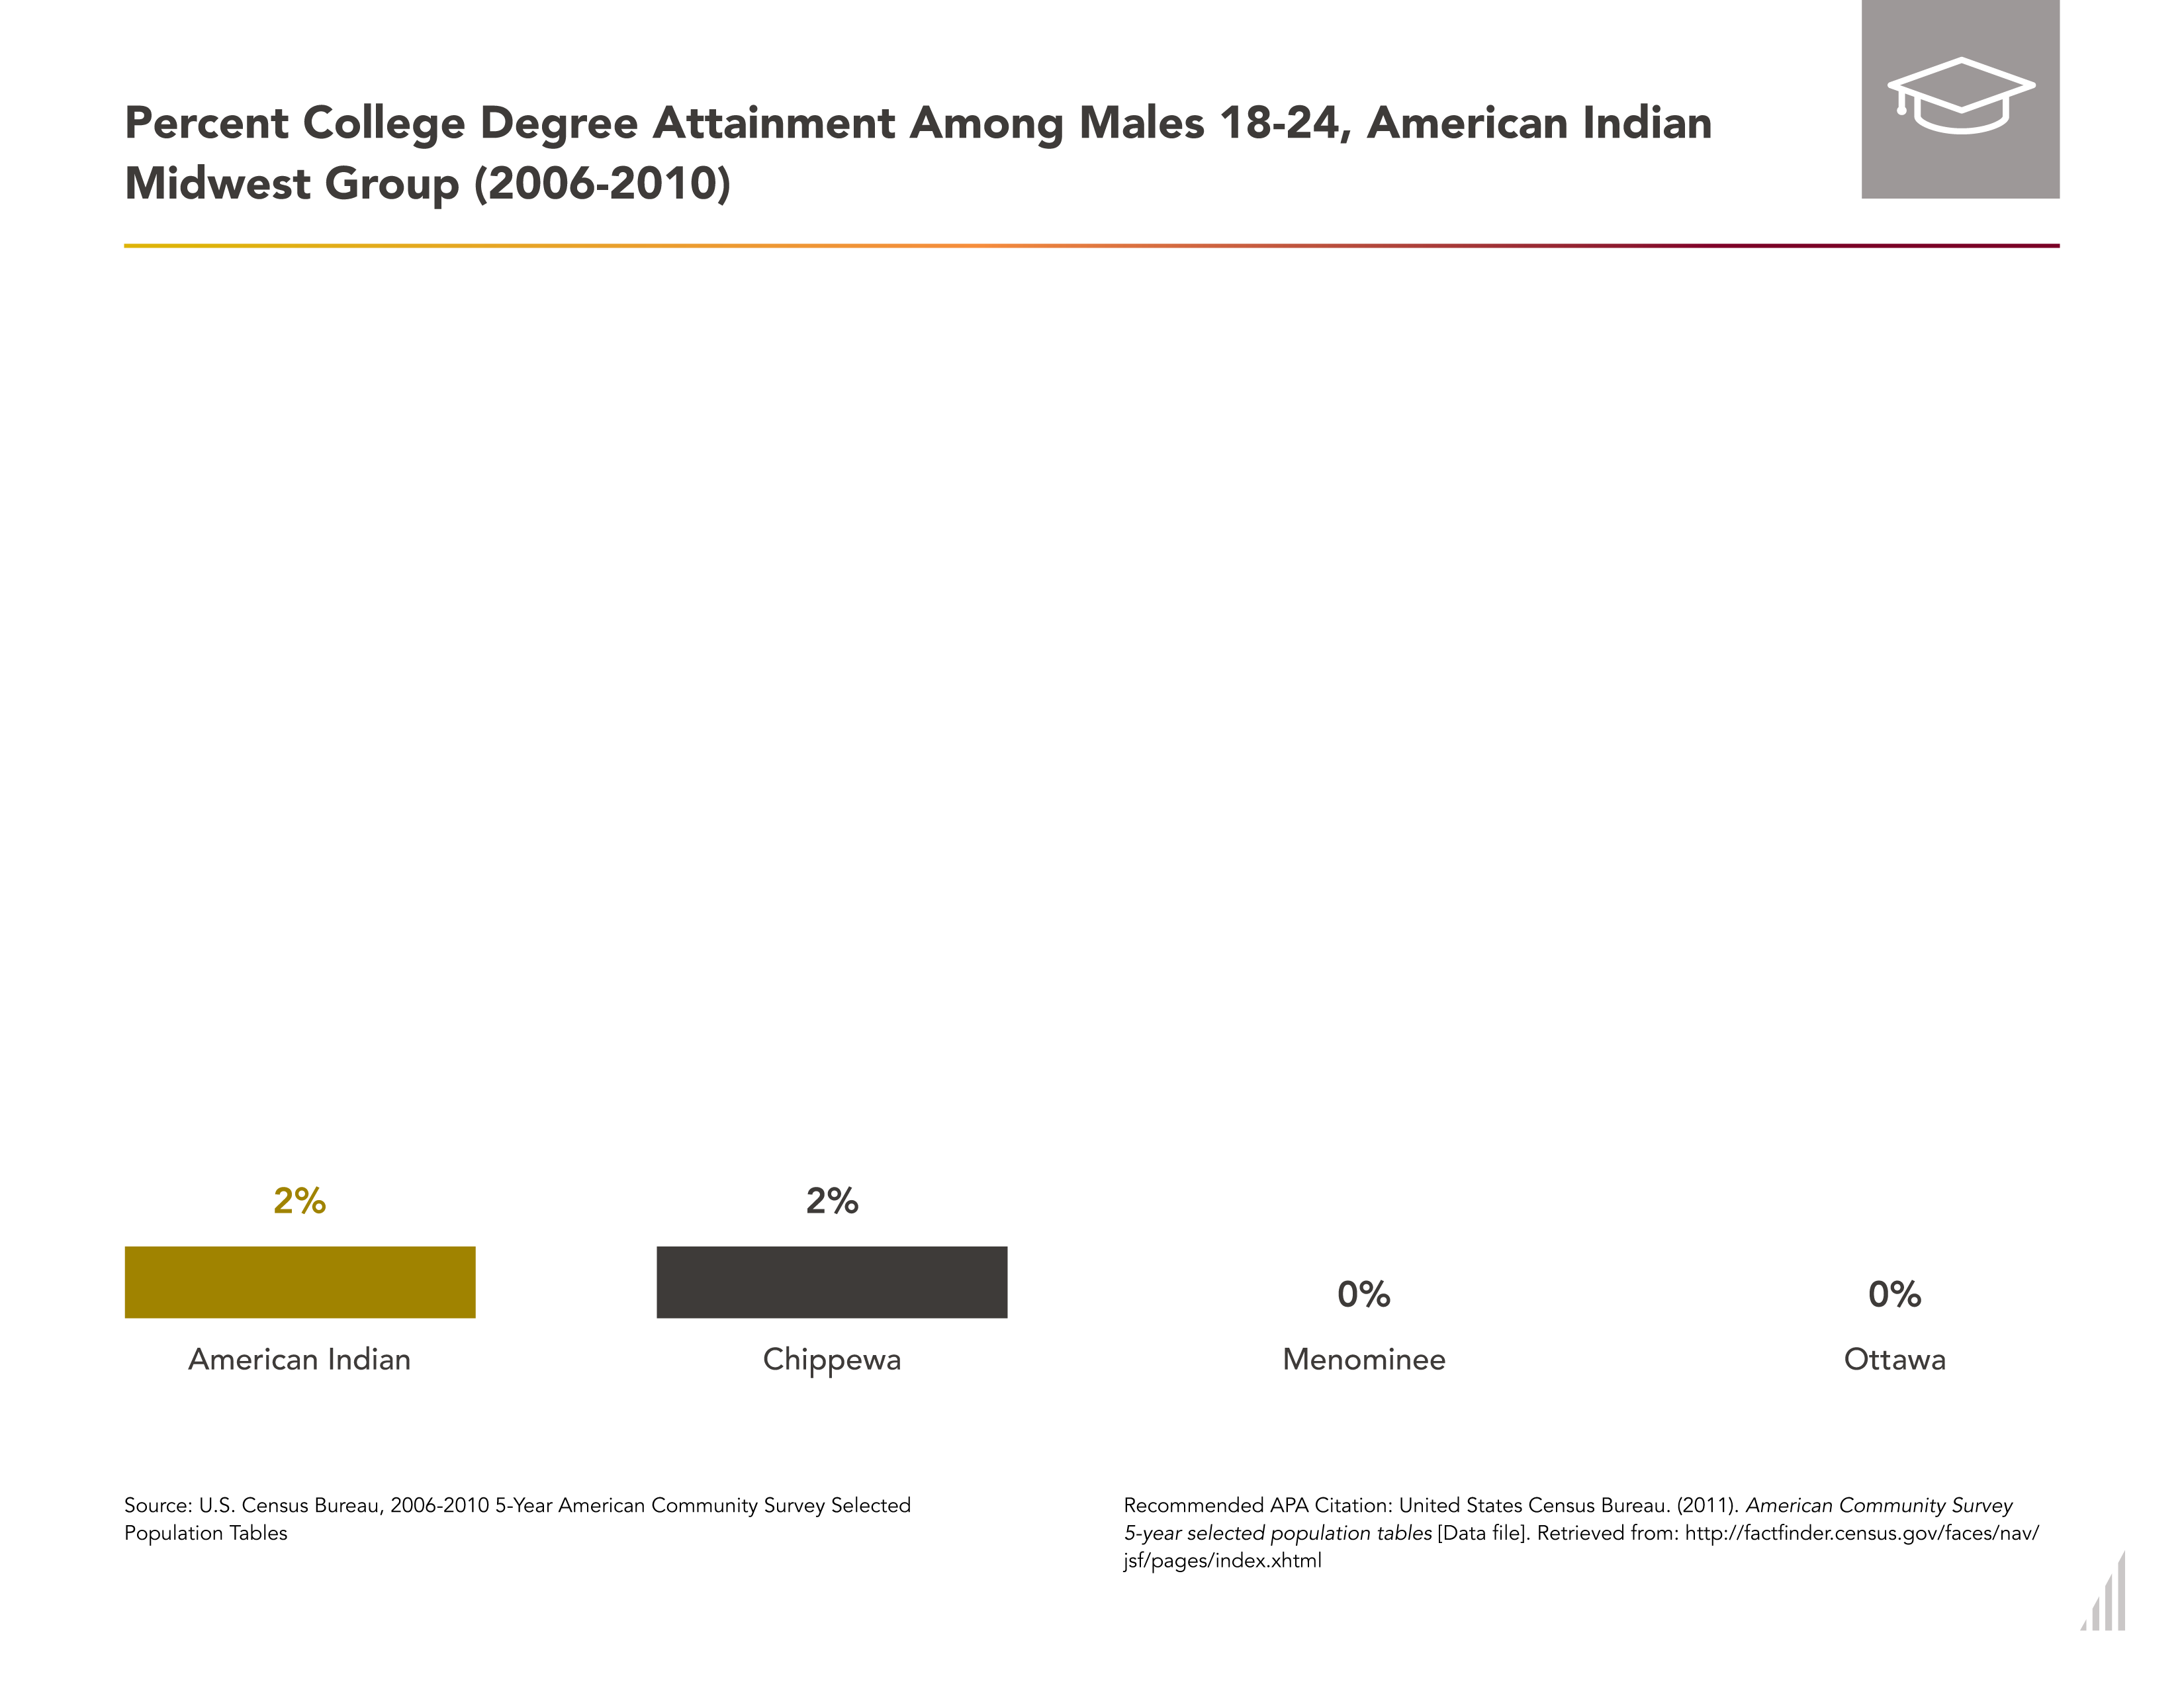 Percent College Degree Attainment Among Males 18-24, American Indian
Midwest Group (2006-2010)
2%
2%
0%
0%
American Indian
Chippewa
Menominee
Ottawa
Source: U.S. Census Bureau, 2006-2010 5-Year American Community Survey Selected
Population Tables
Recommended APA Citation: United States Census Bureau. (2011). American Community Survey
5-year selected population tables [Data file]. Retrieved from: http://factfinder.census.gov/faces/nav/
jsf/pages/index.xhtml